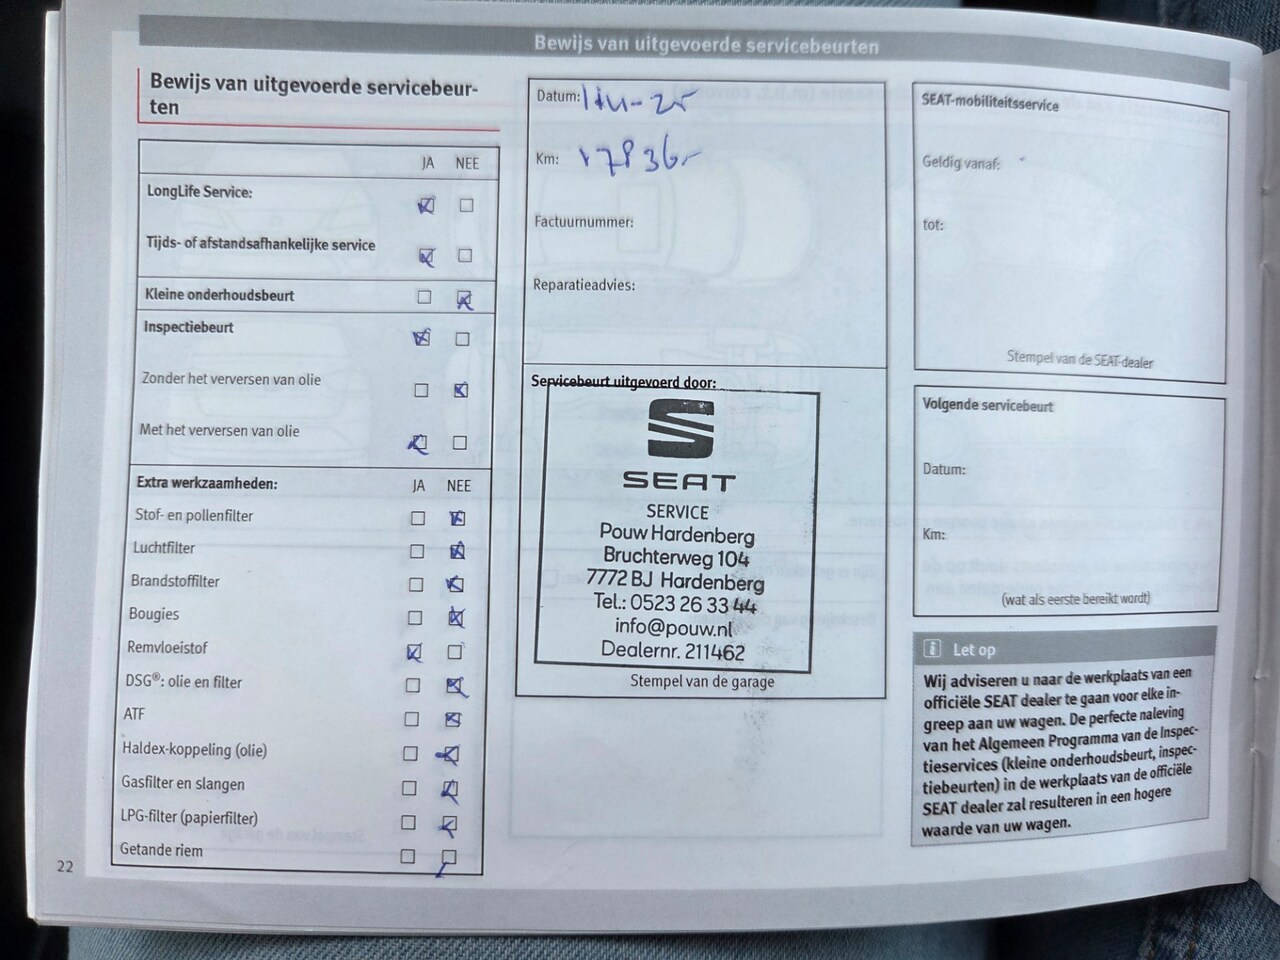 Bewijs van uitgevoerde servicebeurten
Bewijs van uitgevoerde servicebeur-
ten
JA NEE
LongLife Service:
Tijds- of afstandsafhankelijke service
Kleine onderhoudsbeurt
Inspectiebeurt
Zonder het verversen van olie
Met het verversen van olie
Extra werkzaamheden: JA NEE
Stof- en pollenfilter
Luchtfilter
Brandstoffilter
Bougies
Remvloeistof
DSG®: olie en filter
ATF
Haldex-koppeling (olie)
Gasfilter en slangen
LPG-filter (papierfilter)
Getande riem
22
Datum:
Km: 17836,-
Factuurnummer:
Reparatieadvies:
Servicebeurt uitgevoerd door:
SEAT
SERVICE
Pouw Hardenberg
Bruchterweg 104
7772 BJ Hardenberg
Tel.: 0523 26 33 44
info@pouw.nl
Dealernr. 211462
Stempel van de garage
SEAT-mobiliteitsservice
Geldig vanaf:
tot:
Stempel van de SEAT-dealer
Volgende servicebeurt
Datum:
Km:
(wat als eerste bereikt wordt)
i Let op
Wij adviseren u naar de werkplaats van een
officiële SEAT dealer te gaan voor elke in-
greep aan uw wagen. De perfecte naleving
van het Algemeen Programma van de Inspec-
tieservices (kleine onderhoudsbeurt, inspec-
tiebeurten) in de werkplaats van de officiële
SEAT dealer zal resulteren in een hogere
waarde van uw wagen.